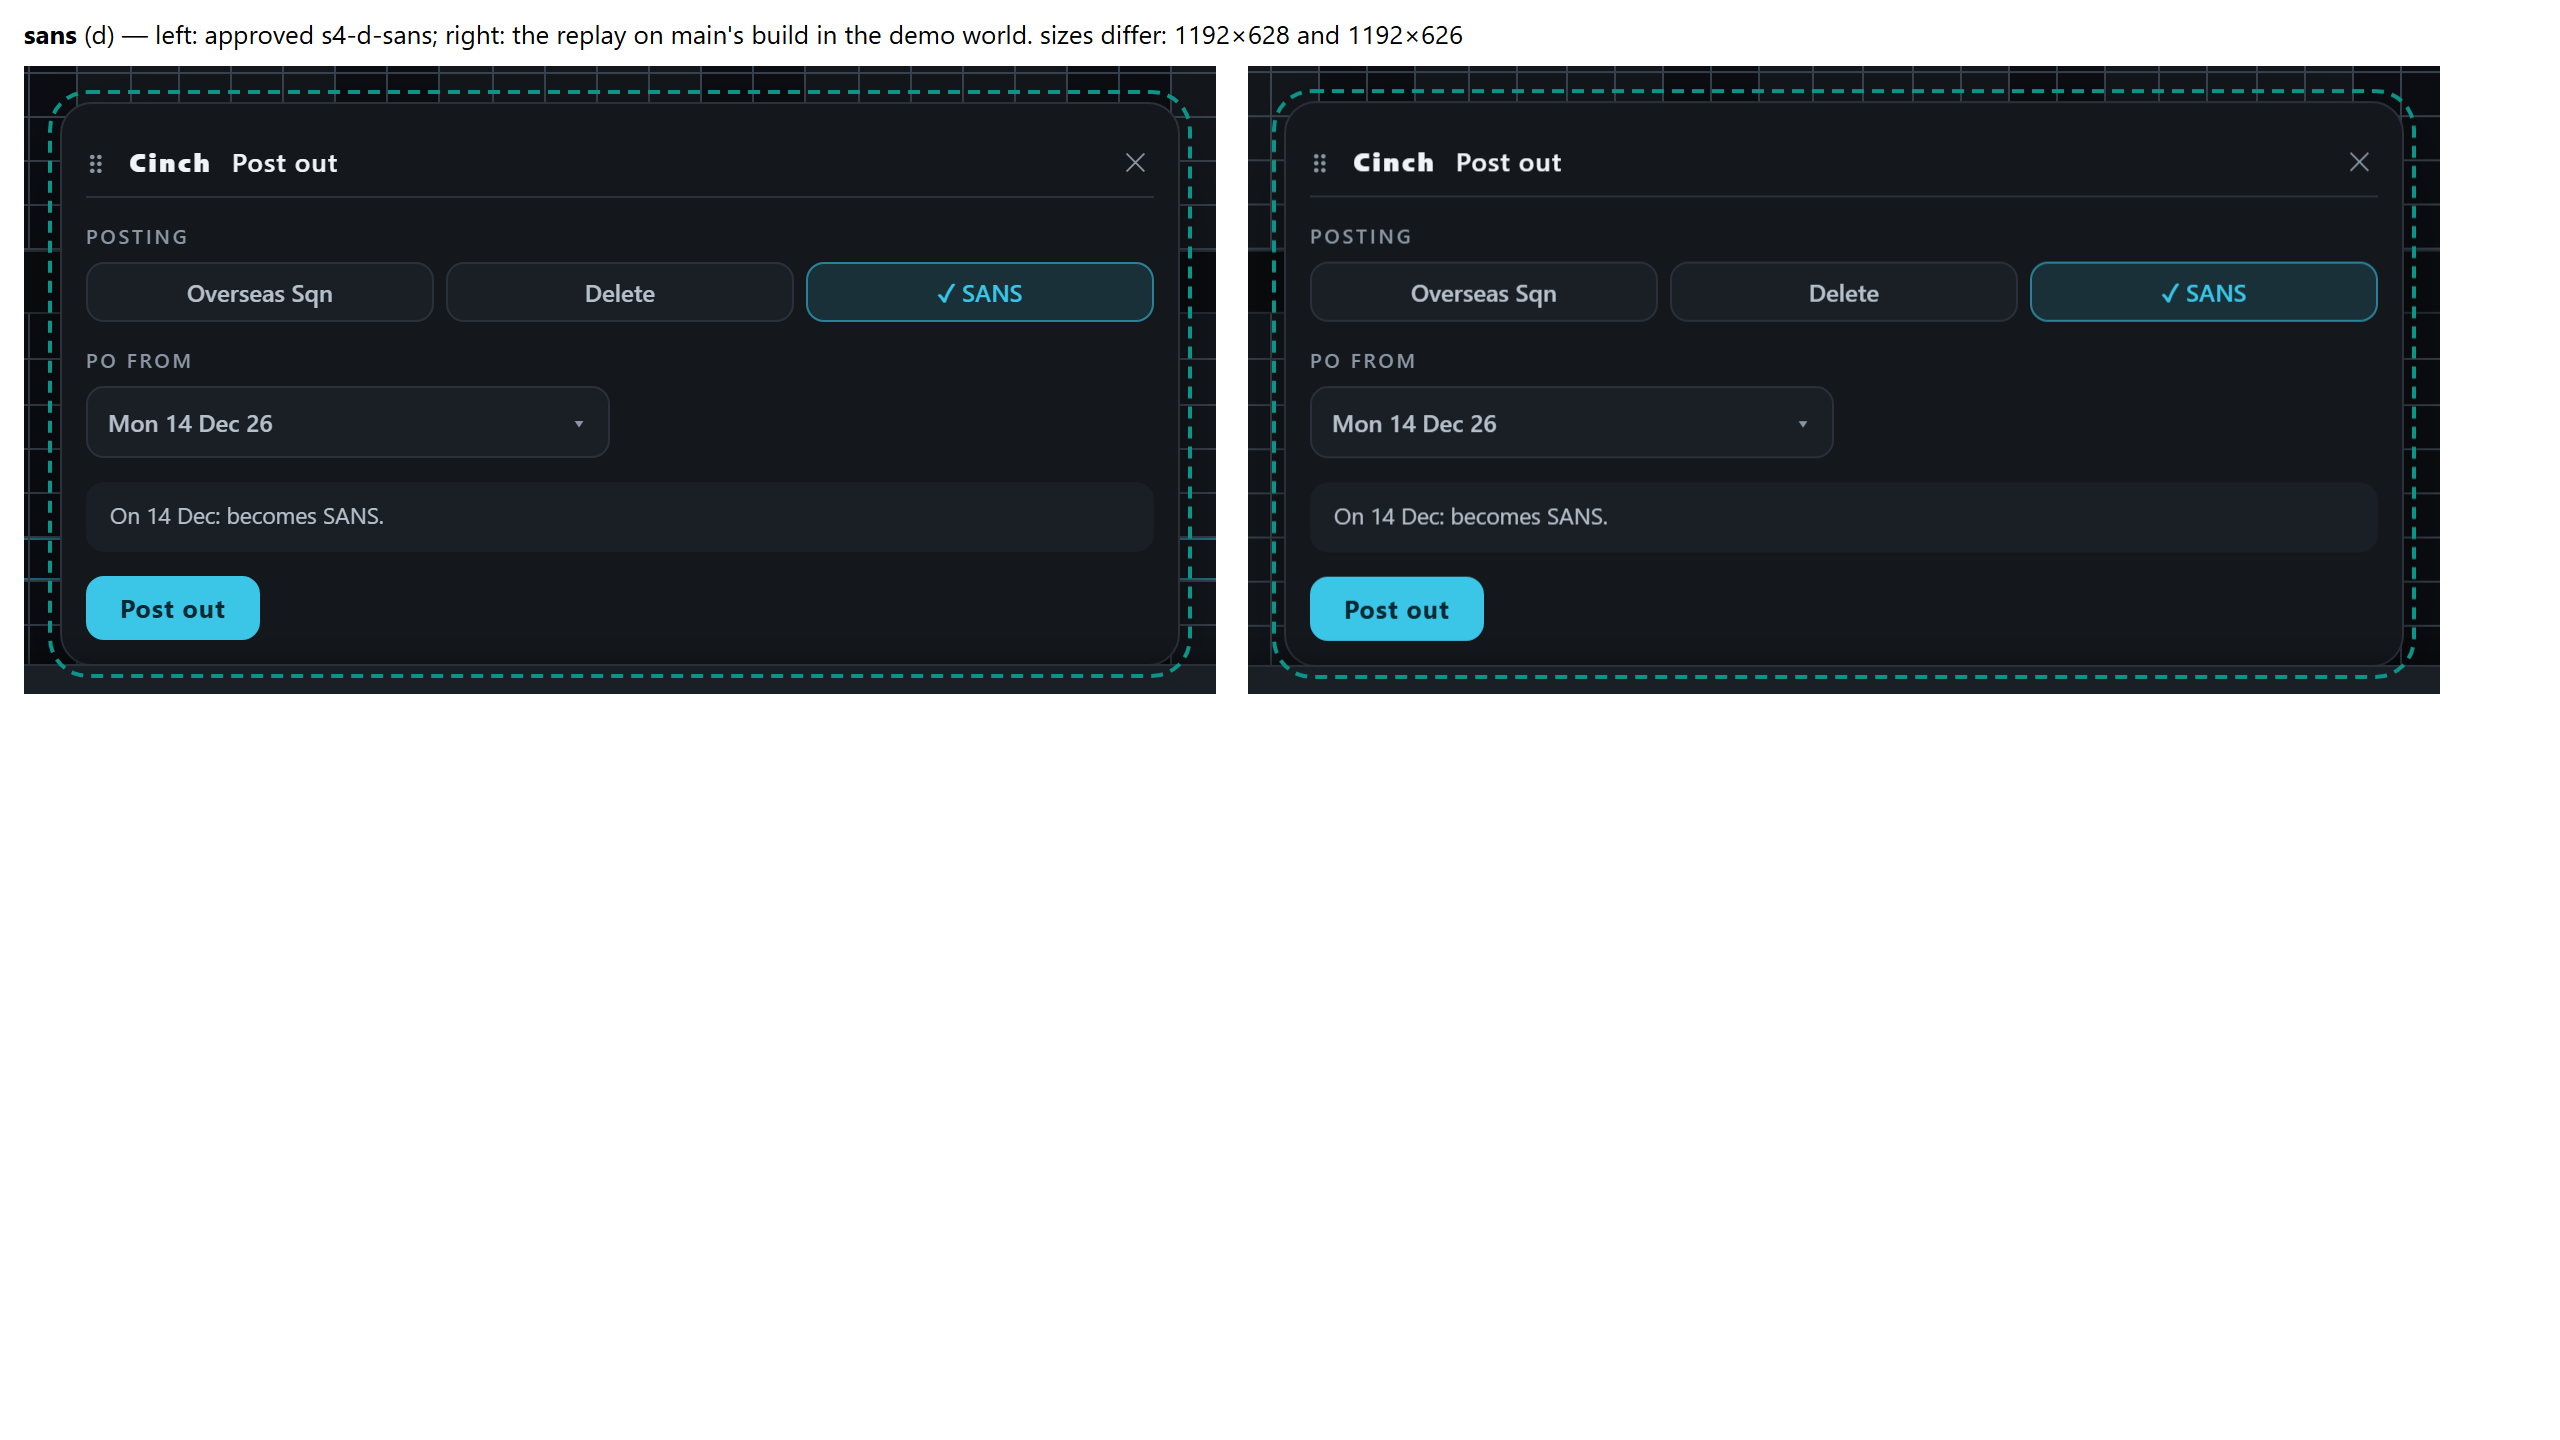 sans (d) — left: approved s4-d-sans; right: the replay on main's build in the demo world. sizes differ: 1192×628 and 1192×626
Cinch Post out
POSTING
Overseas Sqn Delete ✓ SANS
PO FROM
Mon 14 Dec 26
On 14 Dec: becomes SANS.
Post out
Cinch Post out
POSTING
Overseas Sqn Delete ✓ SANS
PO FROM
Mon 14 Dec 26
On 14 Dec: becomes SANS.
Post out